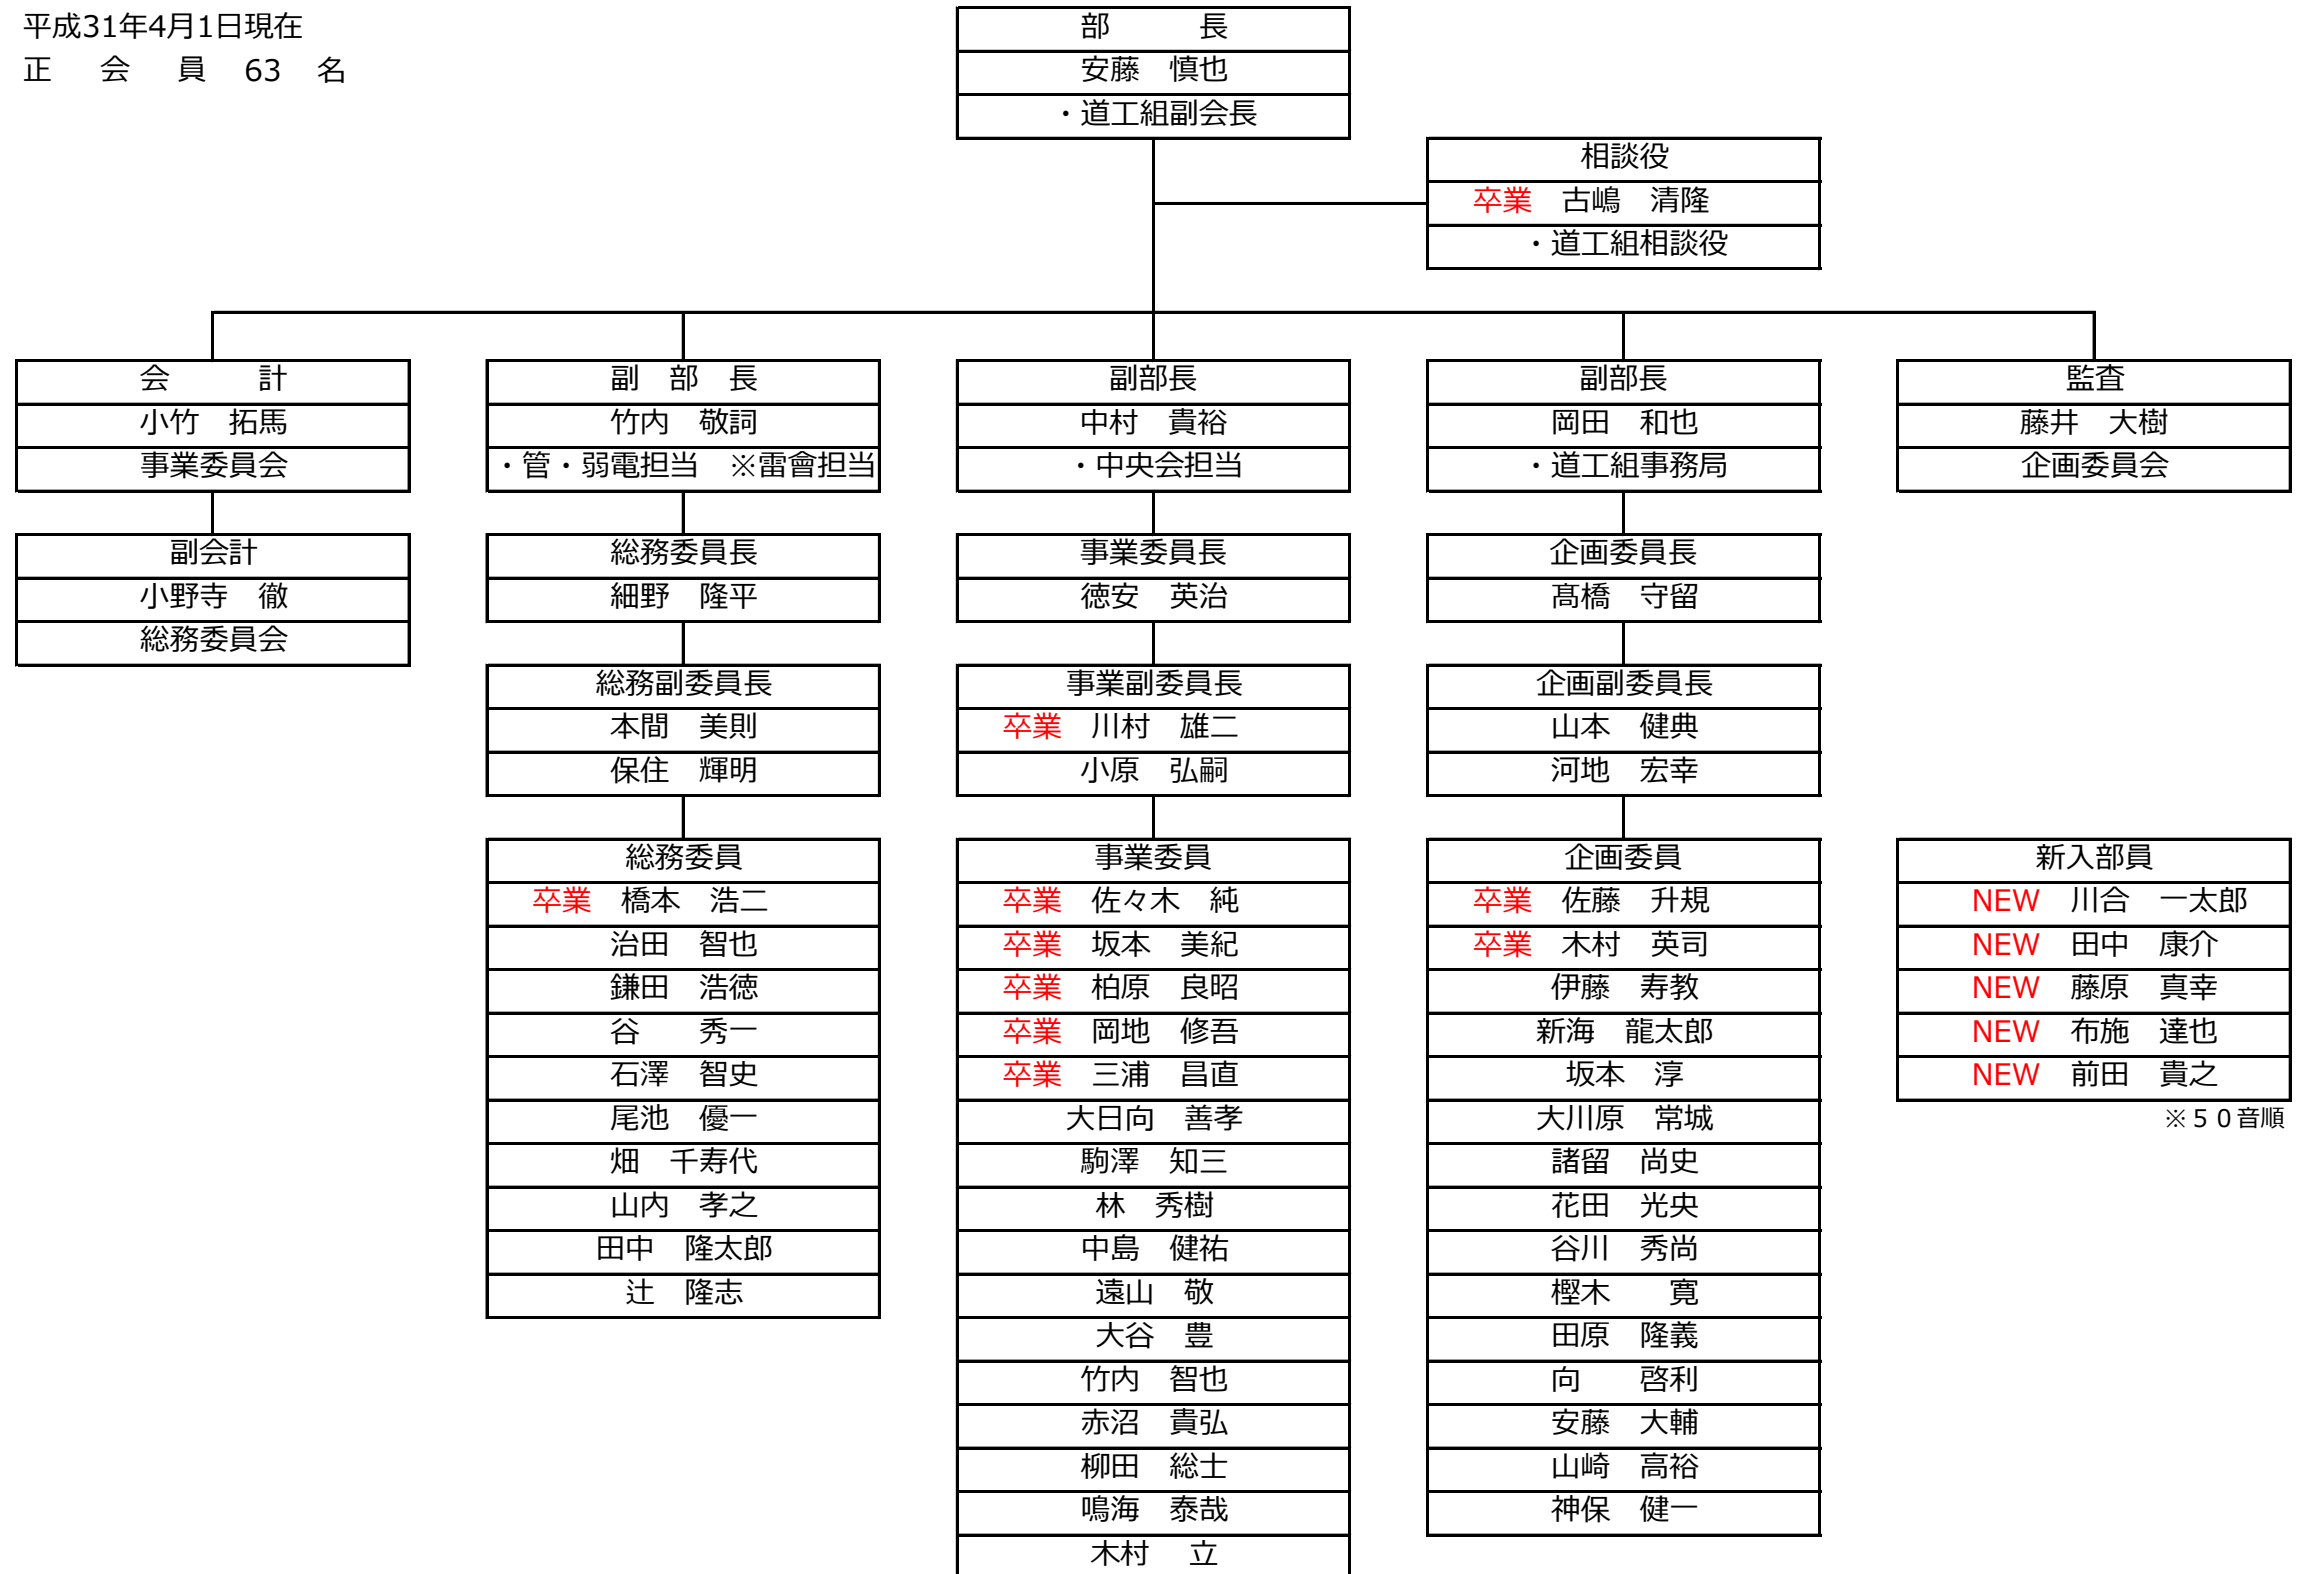 平成31年4月1日現在
正　会　員　63　名
部　　　長
安藤　慎也
・道工組副会長
相談役
卒業　古嶋　清隆
・道工組相談役
会　　　計
小竹　拓馬
事業委員会
副会計
小野寺　徹
総務委員会
副　部　長
竹内　敬詞
・管・弱電担当　※雷會担当
総務委員長
細野　隆平
総務副委員長
本間　美則
保住　輝明
総務委員
卒業　橋本　浩二
治田　智也
鎌田　浩徳
谷　　秀一
石澤　智史
尾池　優一
畑　千寿代
山内　孝之
田中　隆太郎
辻　隆志
副部長
中村　貴裕
・中央会担当
事業委員長
徳安　英治
事業副委員長
卒業　川村　雄二
小原　弘嗣
事業委員
卒業　佐々木　純
卒業　坂本　美紀
卒業　柏原　良昭
卒業　岡地　修吾
卒業　三浦　昌直
大日向　善孝
駒澤　知三
林　秀樹
中島　健祐
遠山　敬
大谷　豊
竹内　智也
赤沼　貴弘
柳田　総士
鳴海　泰哉
木村　立
副部長
岡田　和也
・道工組事務局
企画委員長
髙橋　守留
企画副委員長
山本　健典
河地　宏幸
企画委員
卒業　佐藤　升規
卒業　木村　英司
伊藤　寿教
新海　龍太郎
坂本　淳
大川原　常城
諸留　尚史
花田　光央
谷川　秀尚
樫木　　寛
田原　隆義
向　　啓利
安藤　大輔
山崎　高裕
神保　健一
監査
藤井　大樹
企画委員会
新入部員
NEW　川合　一太郎
NEW　田中　康介
NEW　藤原　真幸
NEW　布施　達也
NEW　前田　貴之
※５０音順